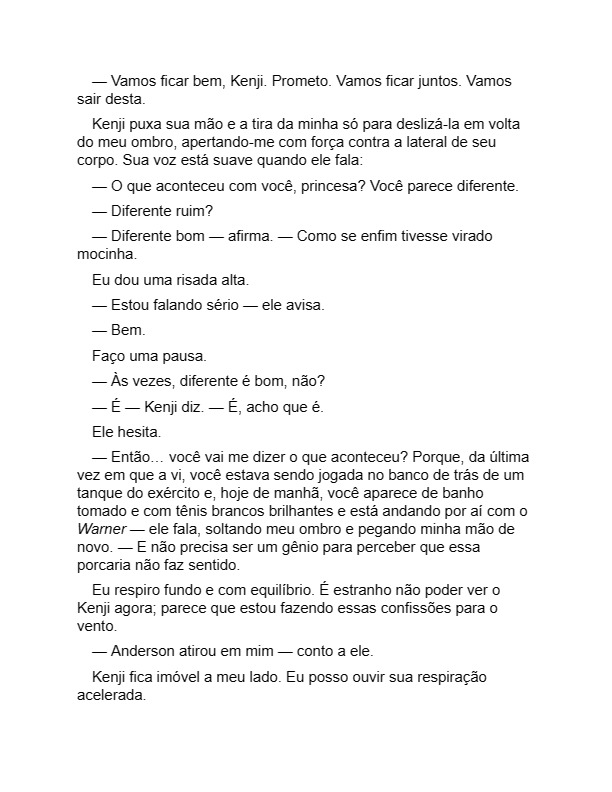 — Vamos ficar bem, Kenji. Prometo. Vamos ficar juntos. Vamos
sair desta.
Kenji puxa sua mão e a tira da minha só para deslizá-la em volta
do meu ombro, apertando-me com força contra a lateral de seu
corpo. Sua voz está suave quando ele fala:
— O que aconteceu com você, princesa? Você parece diferente.
— Diferente ruim?
— Diferente bom — afirma. — Como se enfim tivesse virado
mocinha.
Eu dou uma risada alta.
— Estou falando sério — ele avisa.
— Bem.
Faço uma pausa.
— Às vezes, diferente é bom, não?
— É — Kenji diz. — É, acho que é.
Ele hesita.
— Então… você vai me dizer o que aconteceu? Porque, da última
vez em que a vi, você estava sendo jogada no banco de trás de um
tanque do exército e, hoje de manhã, você aparece de banho
tomado e com tênis brancos brilhantes e está andando por aí com o
Warner — ele fala, soltando meu ombro e pegando minha mão de
novo. — E não precisa ser um gênio para perceber que essa
porcaria não faz sentido.
Eu respiro fundo e com equilíbrio. É estranho não poder ver o
Kenji agora; parece que estou fazendo essas confissões para o
vento.
— Anderson atirou em mim — conto a ele.
Kenji fica imóvel a meu lado. Eu posso ouvir sua respiração
acelerada.